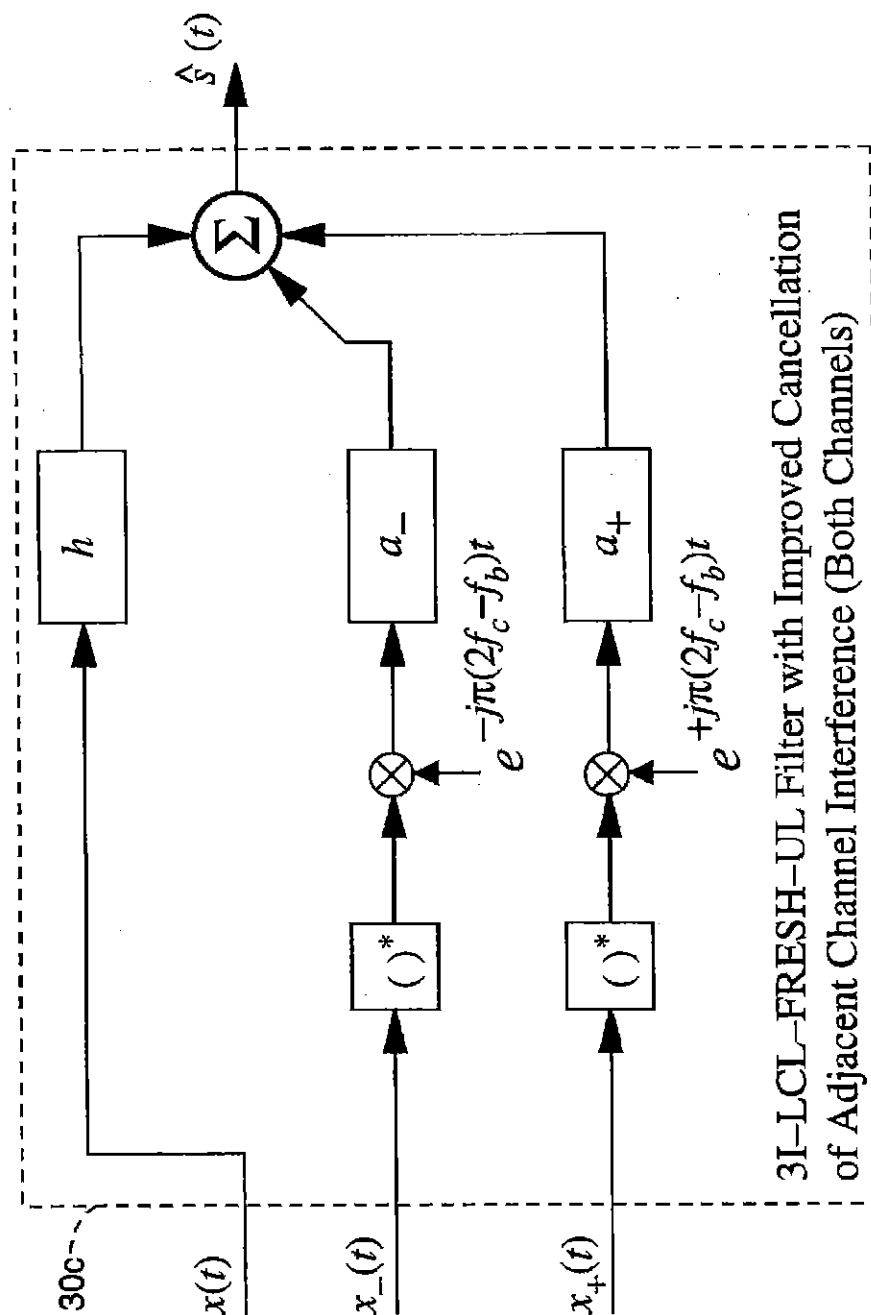 30c
x(t)
h
Σ
ŝ(t)
x₋(t)
( )*
⊗
a₋
e^{−jπ(2f_c−f_b)t}
x₊(t)
( )*
⊗
a₊
e^{+jπ(2f_c−f_b)t}
3I–LCL–FRESH–UL Filter with Improved Cancellation
of Adjacent Channel Interference (Both Channels)